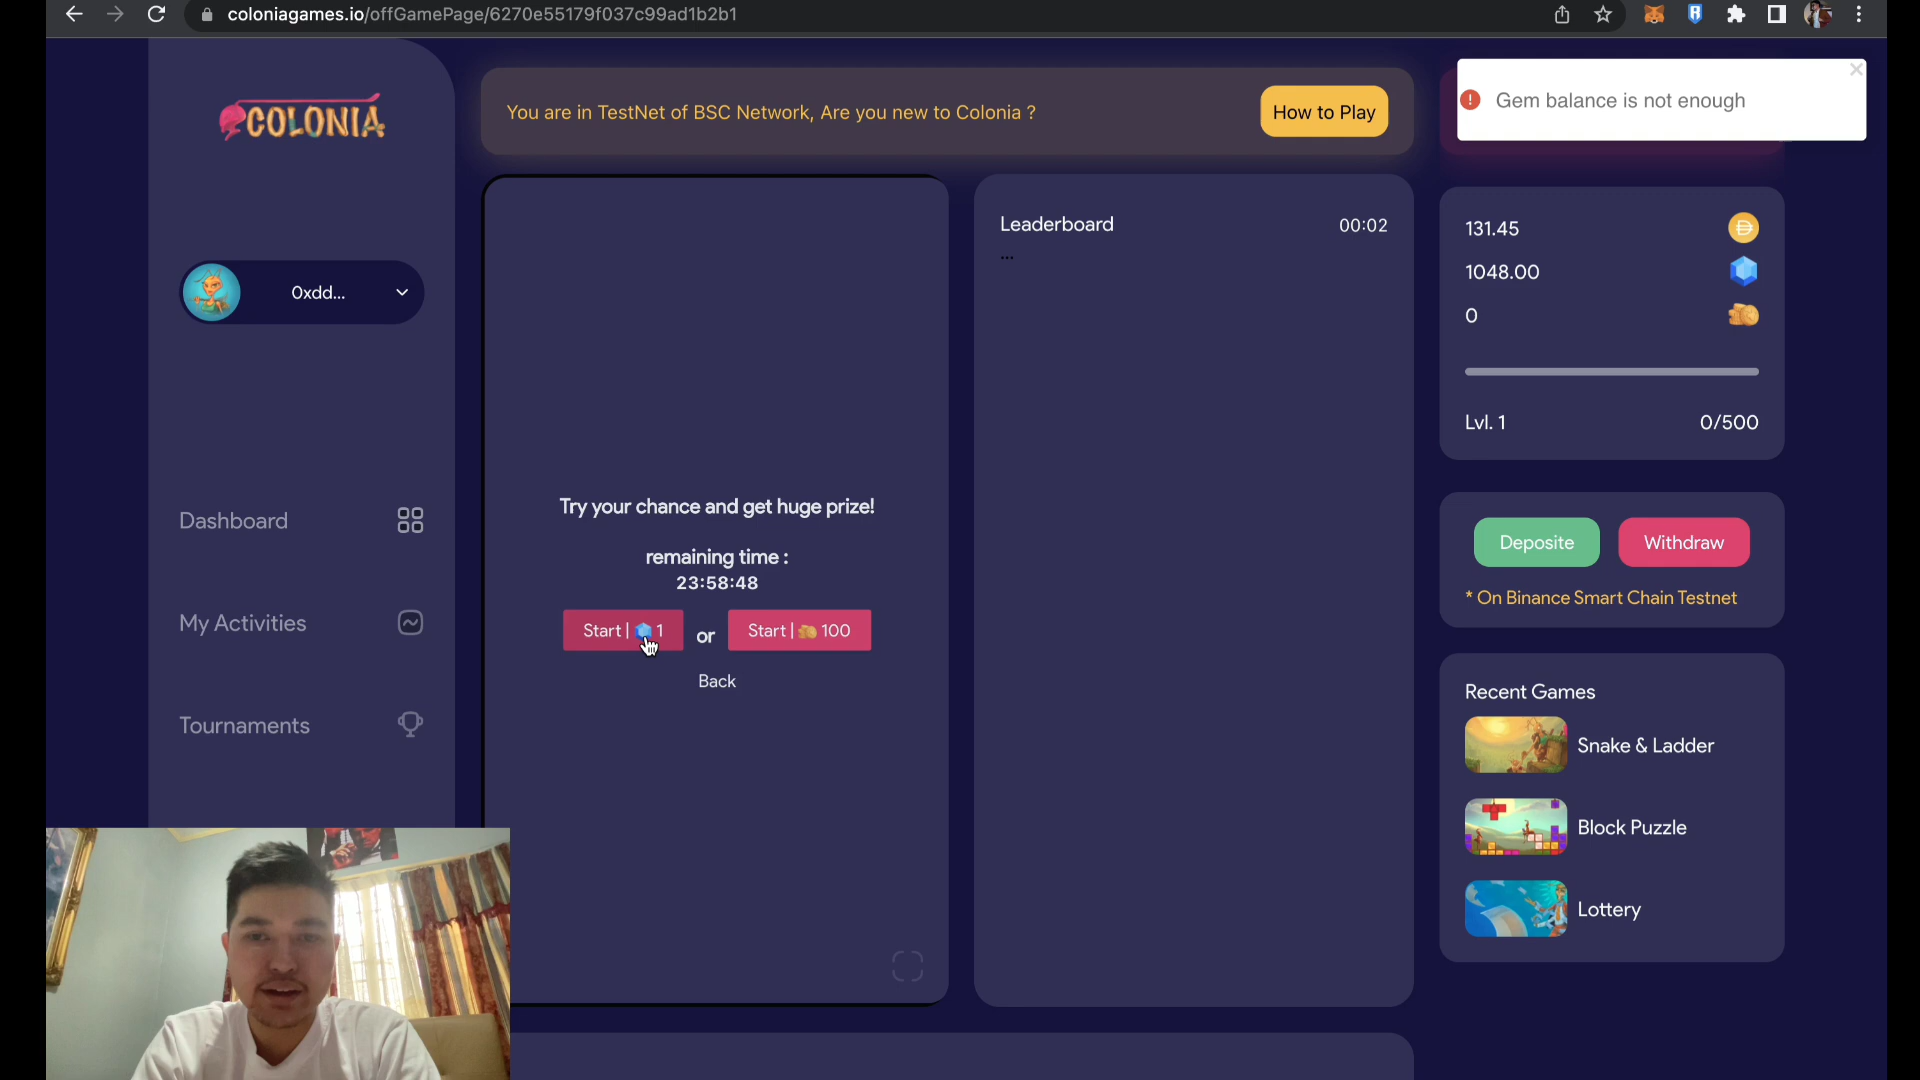 coloniagames.io/offGamePage/6270e55179f037c99ad1b2b1
COLONIA
You are in TestNet of BSC Network, Are you new to Colonia ?
How to Play
Gem balance is not enough
0xdd...
Dashboard
My Activities
Tournaments
Try your chance and get huge prize!
remaining time :
23:58:48
Start | 1
or
Start | 100
Back
Leaderboard
00:02
...
131.45
1048.00
0
Lvl. 1
0/500
Deposite
Withdraw
* On Binance Smart Chain Testnet
Recent Games
Snake & Ladder
Block Puzzle
Lottery